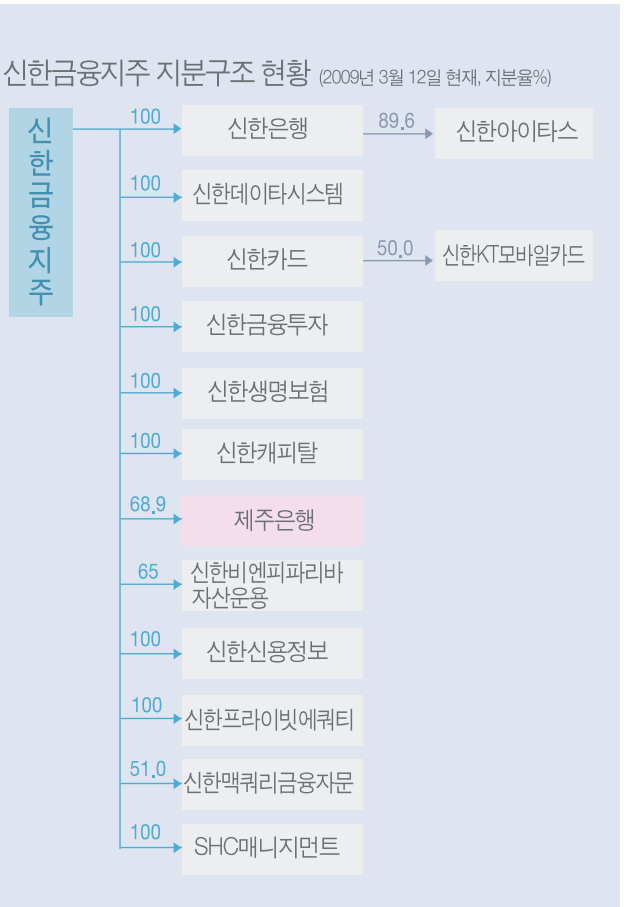 신한금융지주 지분구조 현황 (2009년 3월 12일 현재, 지분율%)
신한금융지주
100
신한은행
89.6
신한아이타스
100
신한데이타시스템
100
신한카드
50.0
신한KT모바일카드
100
신한금융투자
100
신한생명보험
100
신한캐피탈
68.9
제주은행
65
신한비엔피파리바
자산운용
100
신한신용정보
100
신한프라이빗에쿼티
51.0
신한맥쿼리금융자문
100
SHC매니지먼트